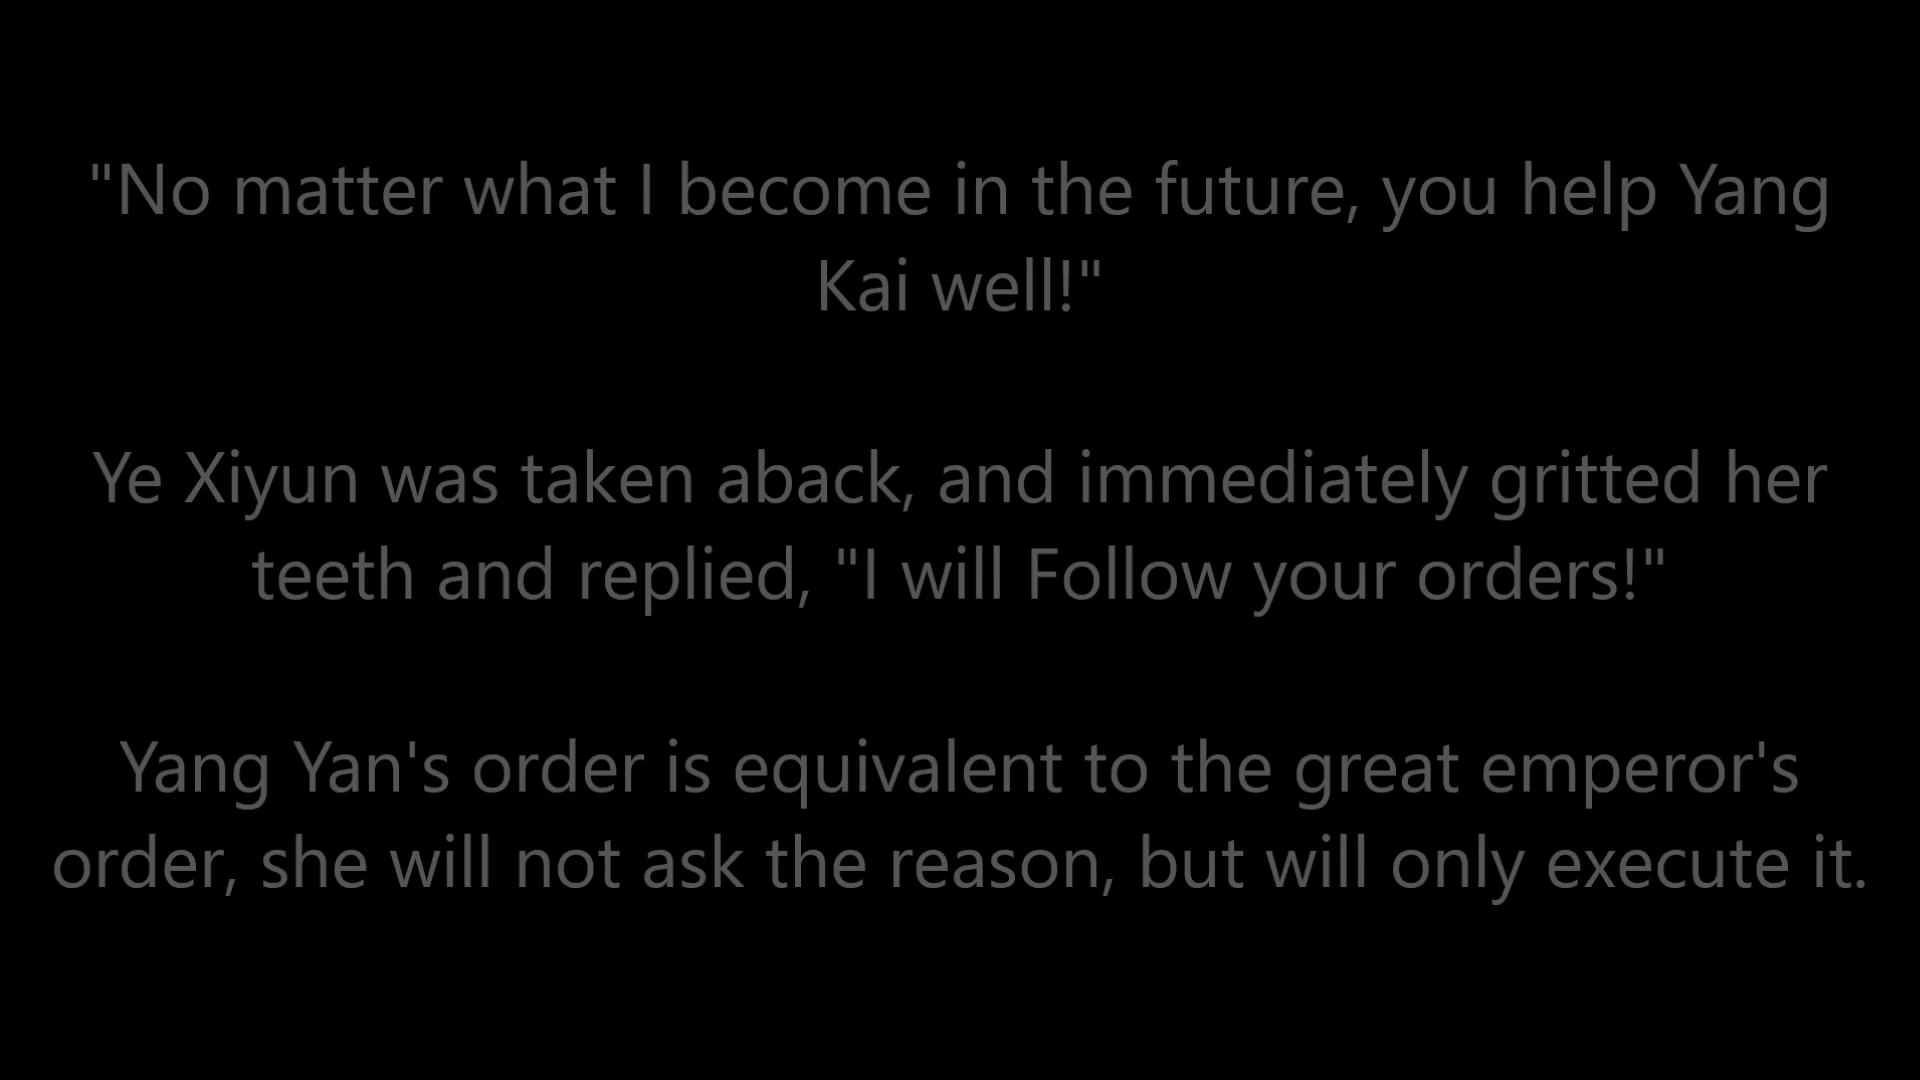 "No matter what I become in the future, you help Yang
Kai well!"
Ye Xiyun was taken aback, and immediately gritted her
teeth and replied, "I will Follow your orders!"
Yang Yan's order is equivalent to the great emperor's
order, she will not ask the reason, but will only execute it.